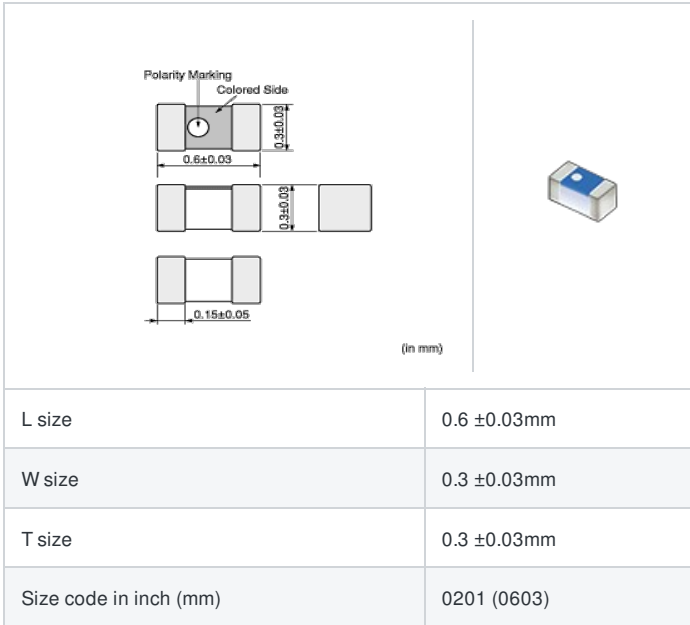 Polarity Marking
Colored Side
0.3±0.03
0.6±0.03
0.3±0.03
0.15±0.05
(in mm)
L size 0.6 ±0.03mm
W size 0.3 ±0.03mm
T size 0.3 ±0.03mm
Size code in inch (mm) 0201 (0603)